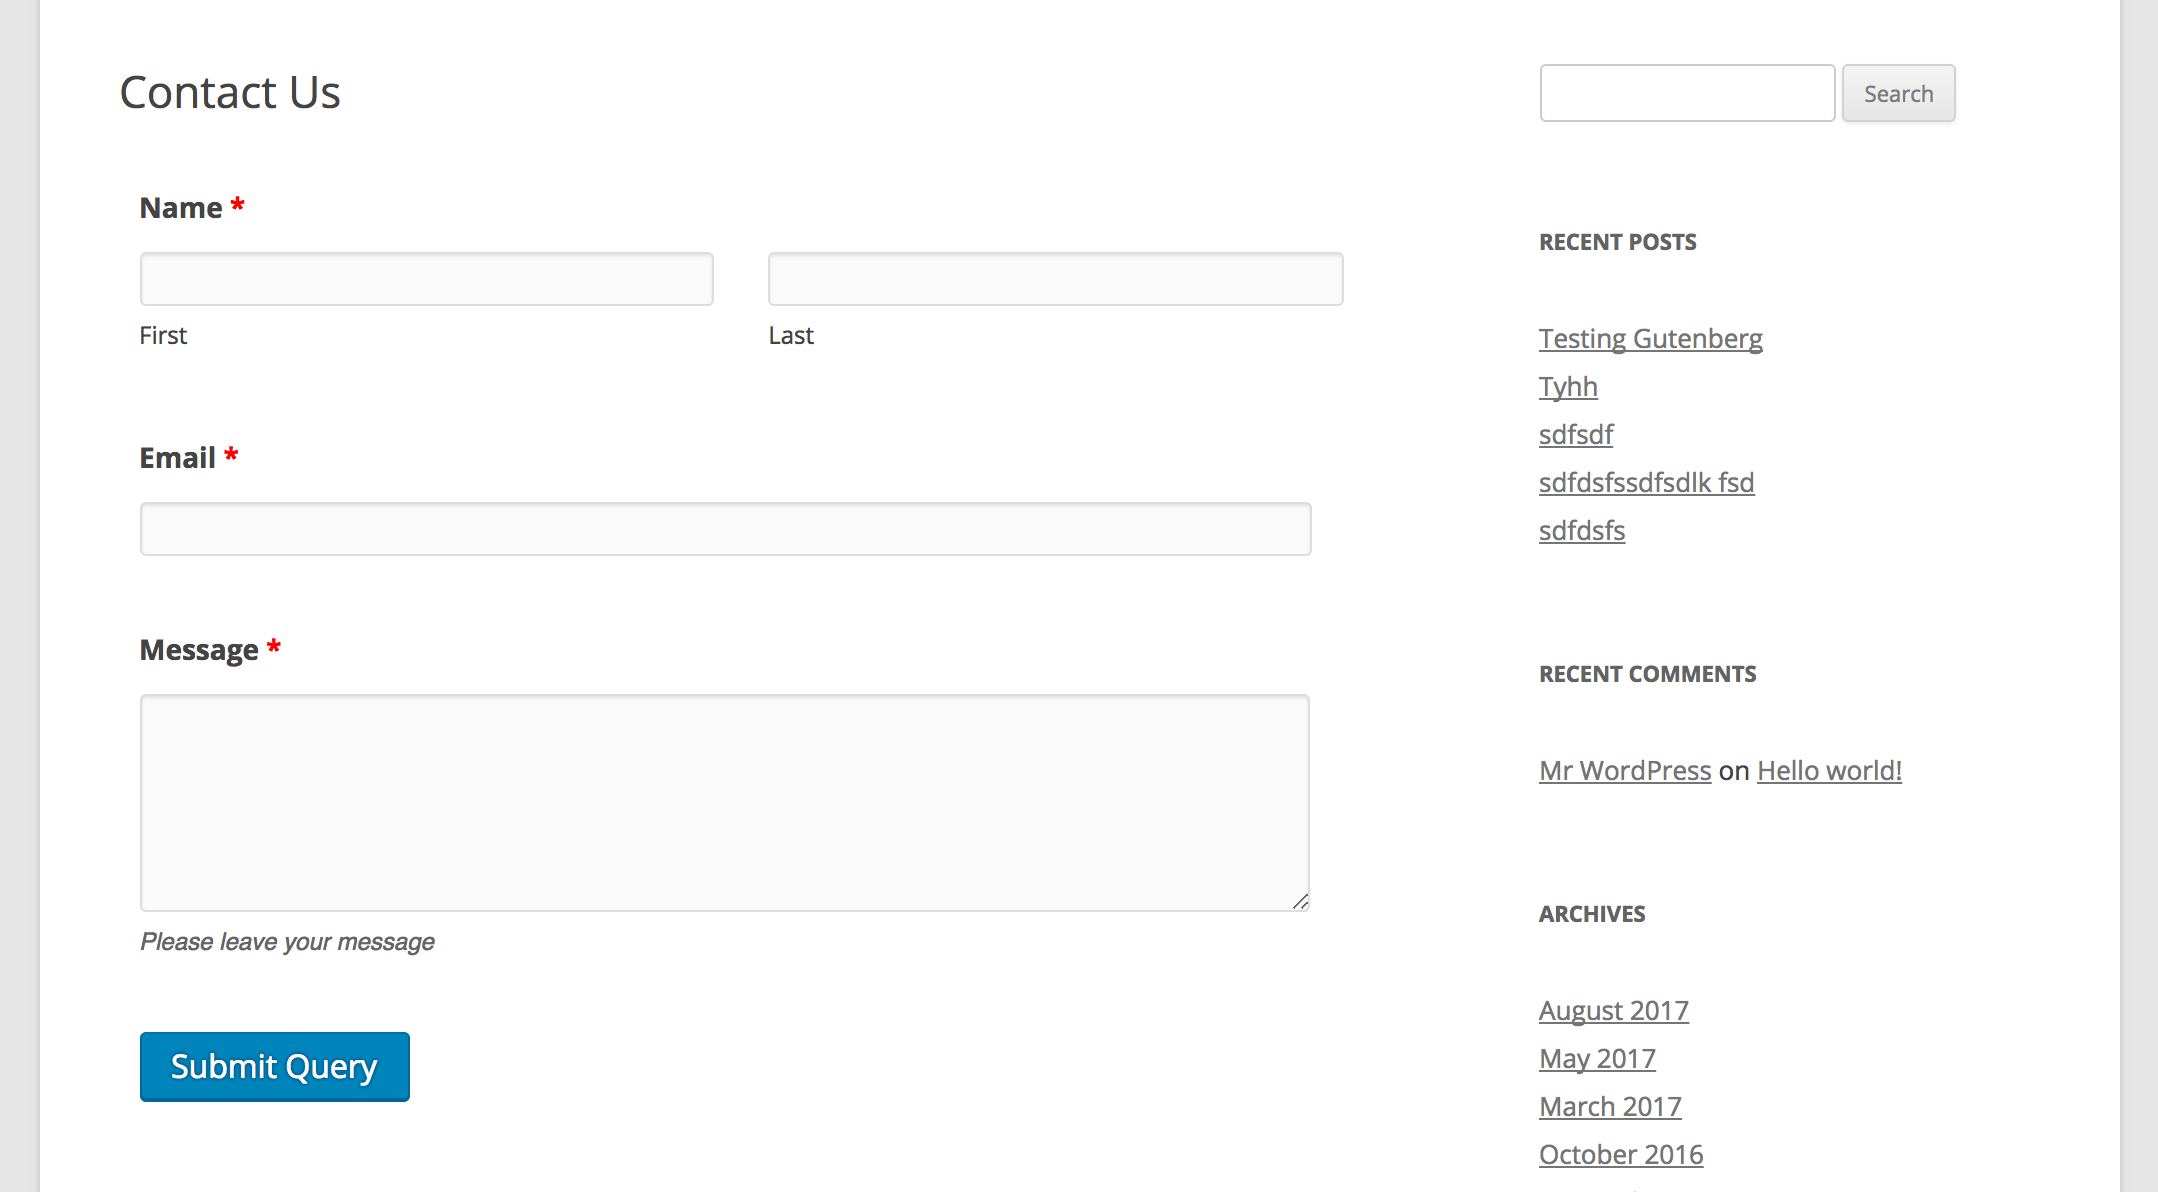 Contact Us
Name *
First
Last
Email *
Message *
Please leave your message
Submit Query
Search
RECENT POSTS
Testing Gutenberg
Tyhh
sdfsdf
sdfdsfssdfsdlk fsd
sdfdsfs
RECENT COMMENTS
Mr WordPress on Hello world!
ARCHIVES
August 2017
May 2017
March 2017
October 2016